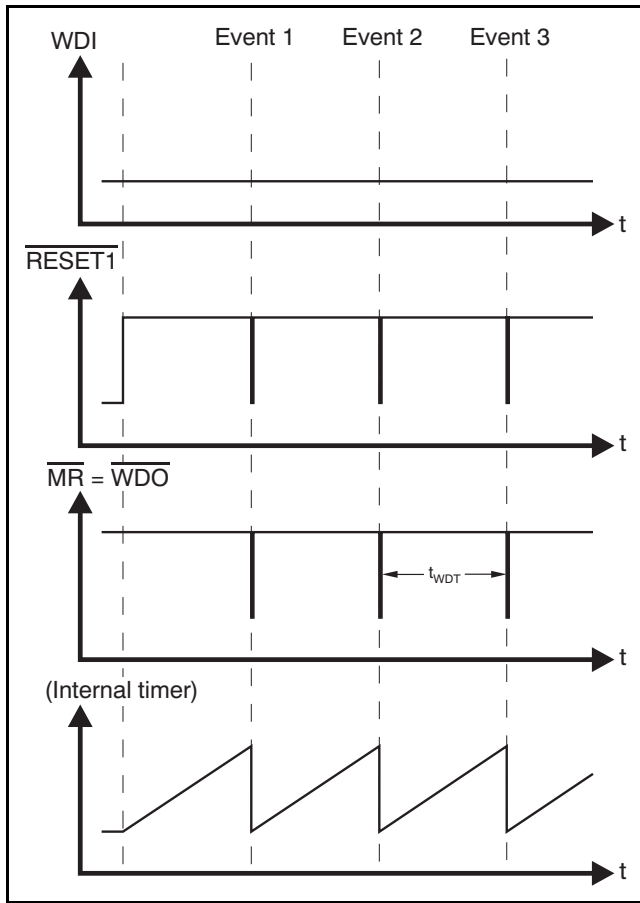 WDI Event 1 Event 2 Event 3
t
RESET1
t
MR = WDO
tWDT
t
(Internal timer)
t